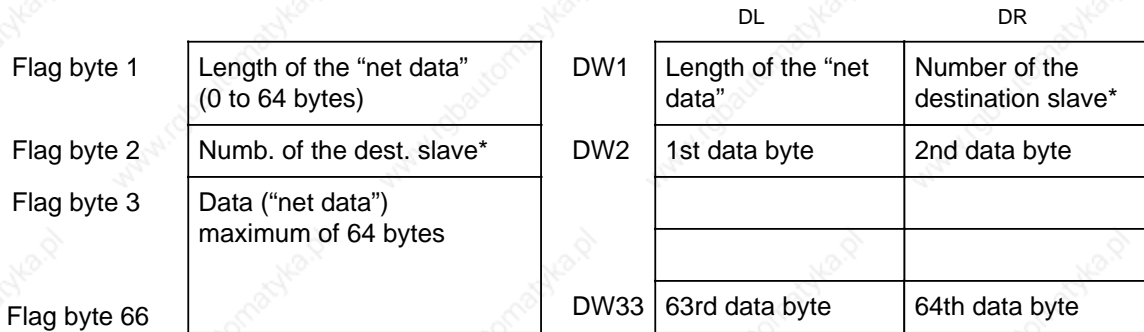 DL DR
Flag byte 1 Length of the “net data” DW1 Length of the “net Number of the
(0 to 64 bytes) data” destination slave*
Flag byte 2 Numb. of the dest. slave* DW2 1st data byte 2nd data byte
Flag byte 3 Data (“net data”)
maximum of 64 bytes
Flag byte 66 DW33 63rd data byte 64th data byte
www.rgbautomatyka.pl